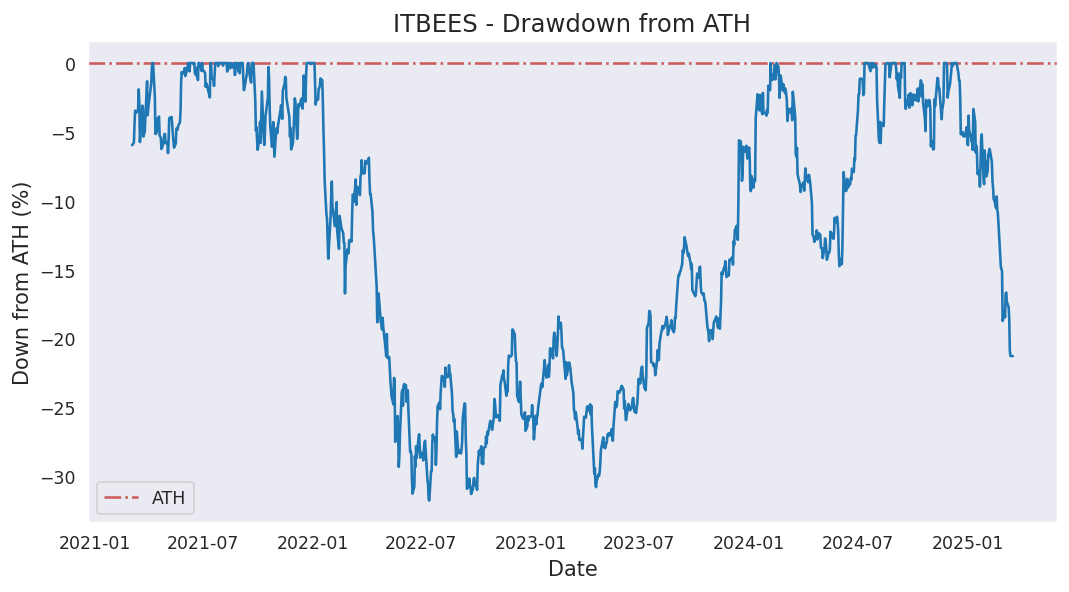 ITBEES - Drawdown from ATH
Down from ATH (%)
0
−5
−10
−15
−20
−25
−30
ATH
2021-01 2021-07 2022-01 2022-07 2023-01 2023-07 2024-01 2024-07 2025-01
Date